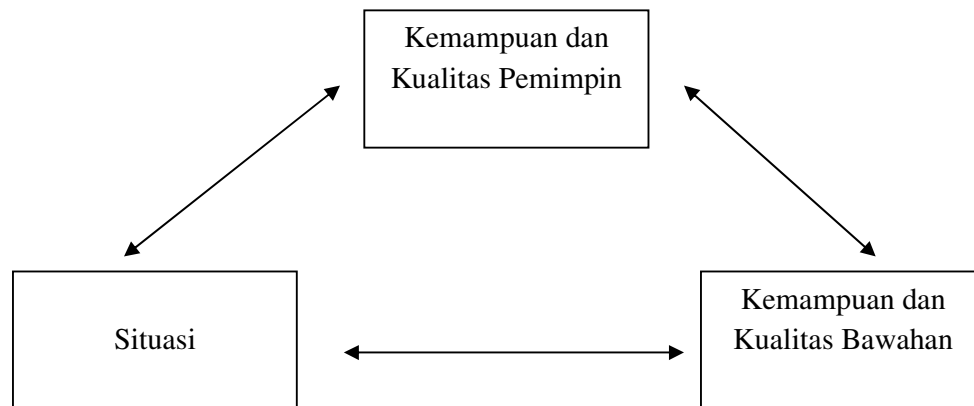 Kemampuan dan
Kualitas Pemimpin
Situasi
Kemampuan dan
Kualitas Bawahan